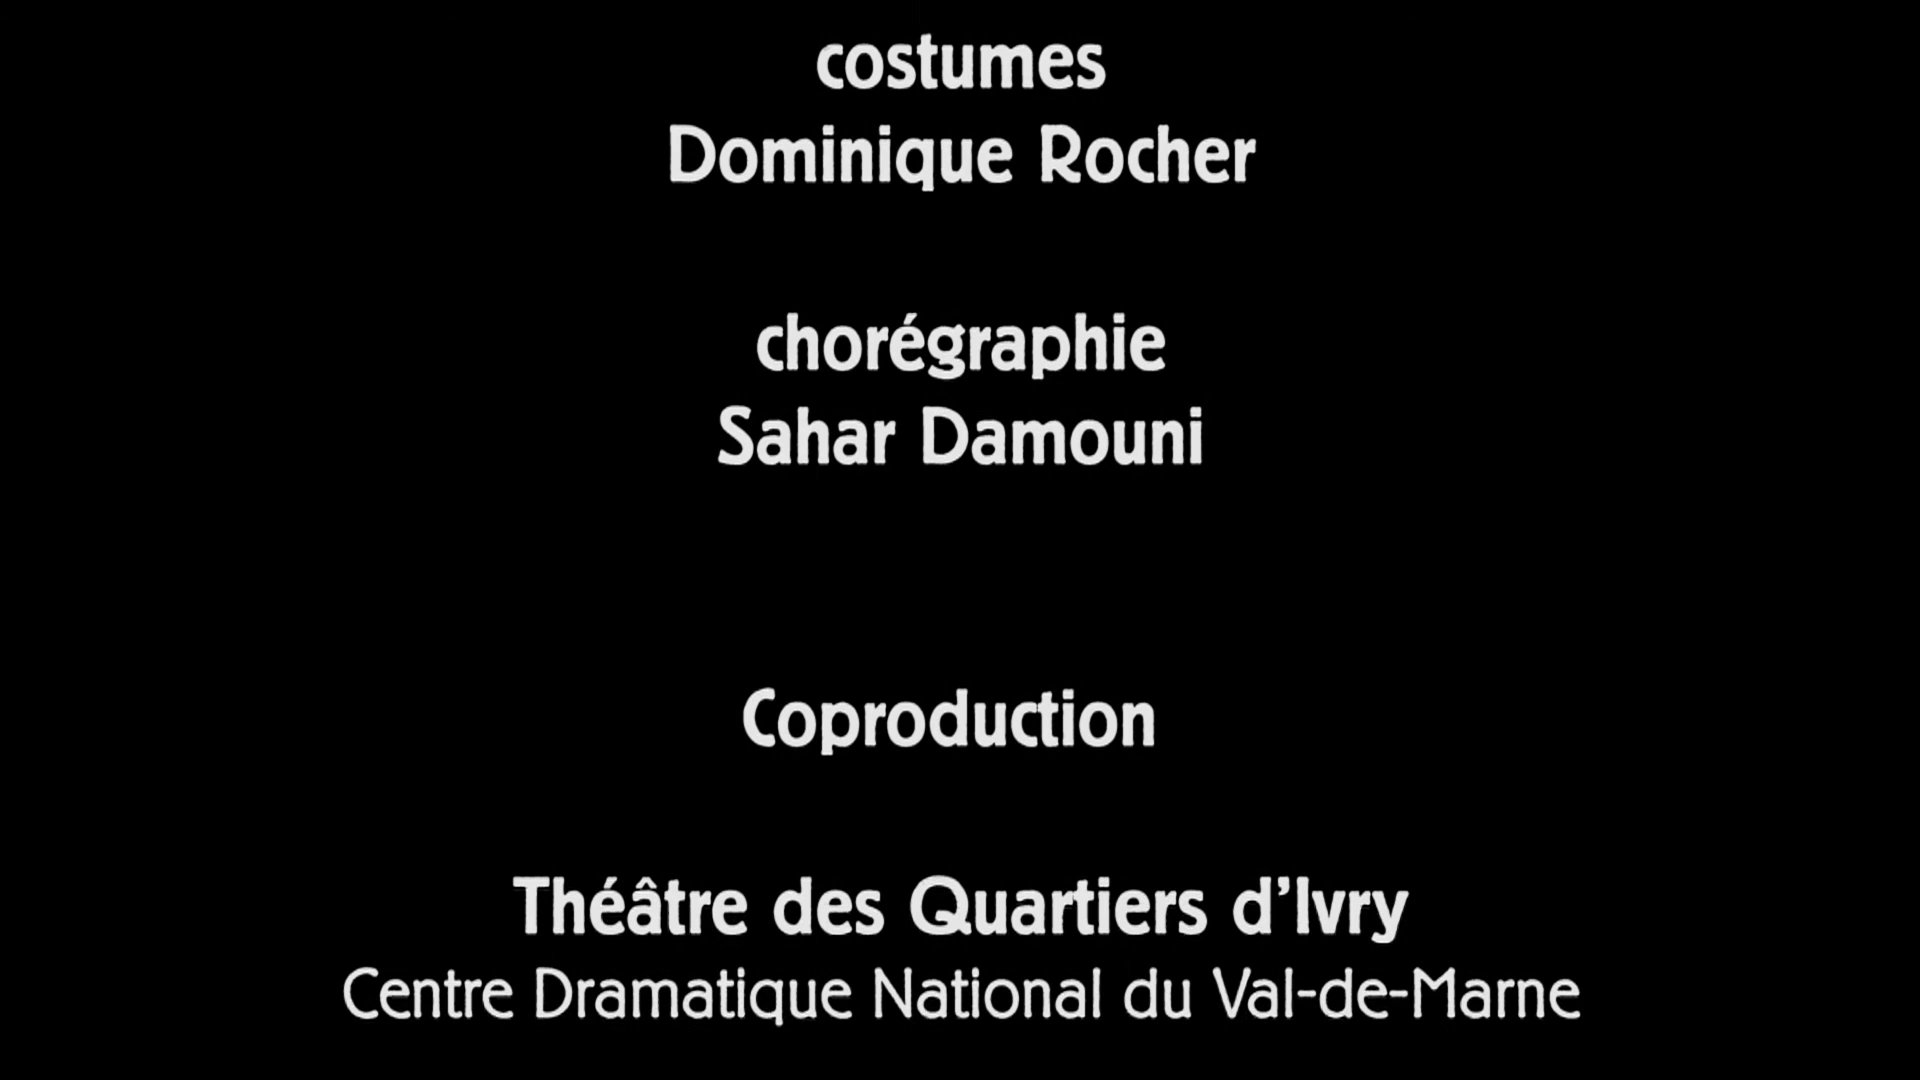 costumes
Dominique Rocher
chorégraphie
Sahar Damouni
Coproduction
Théâtre des Quartiers d’Ivry
Centre Dramatique National du Val-de-Marne